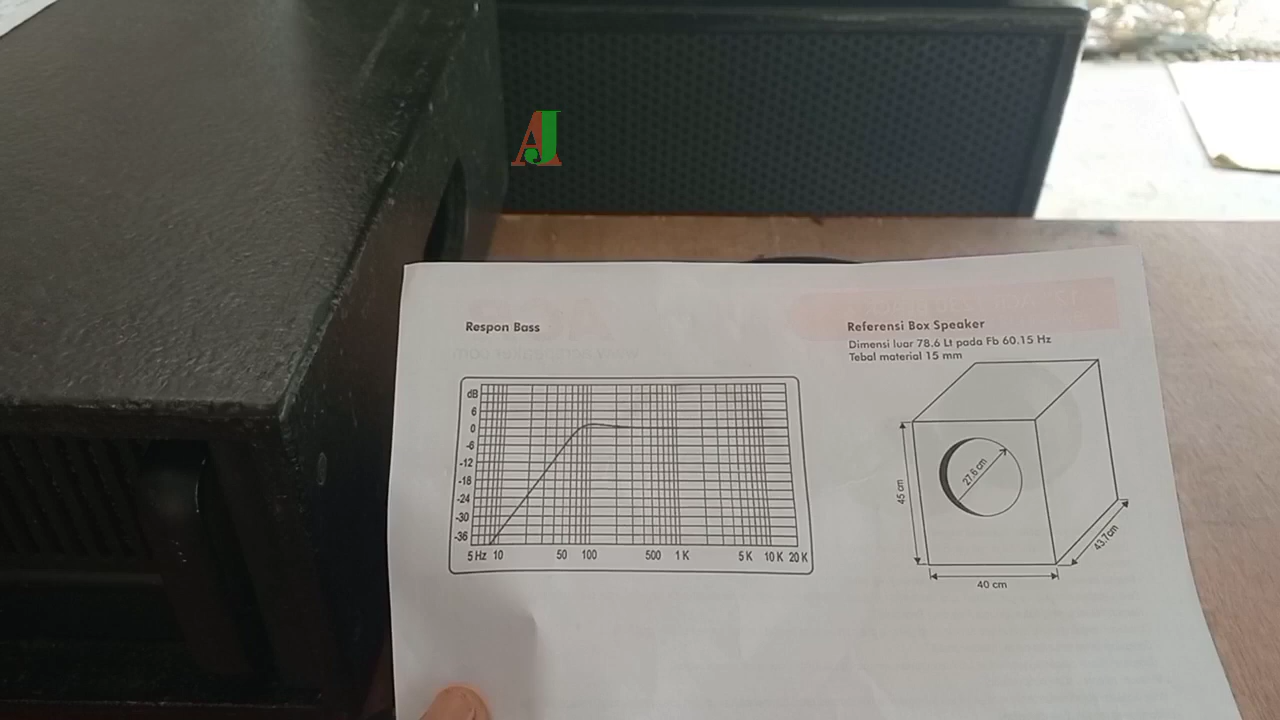 AJ
Respon Bass
dB
6
0
-6
-12
-18
-24
-30
-36
5 Hz 10 50 100 500 1 K 5 K 10 K 20 K
Referensi Box Speaker
Dimensi luar 78.6 Lt pada Fb 60.15 Hz
Tebal material 15 mm
27.6 cm
45 cm
43.7cm
40 cm